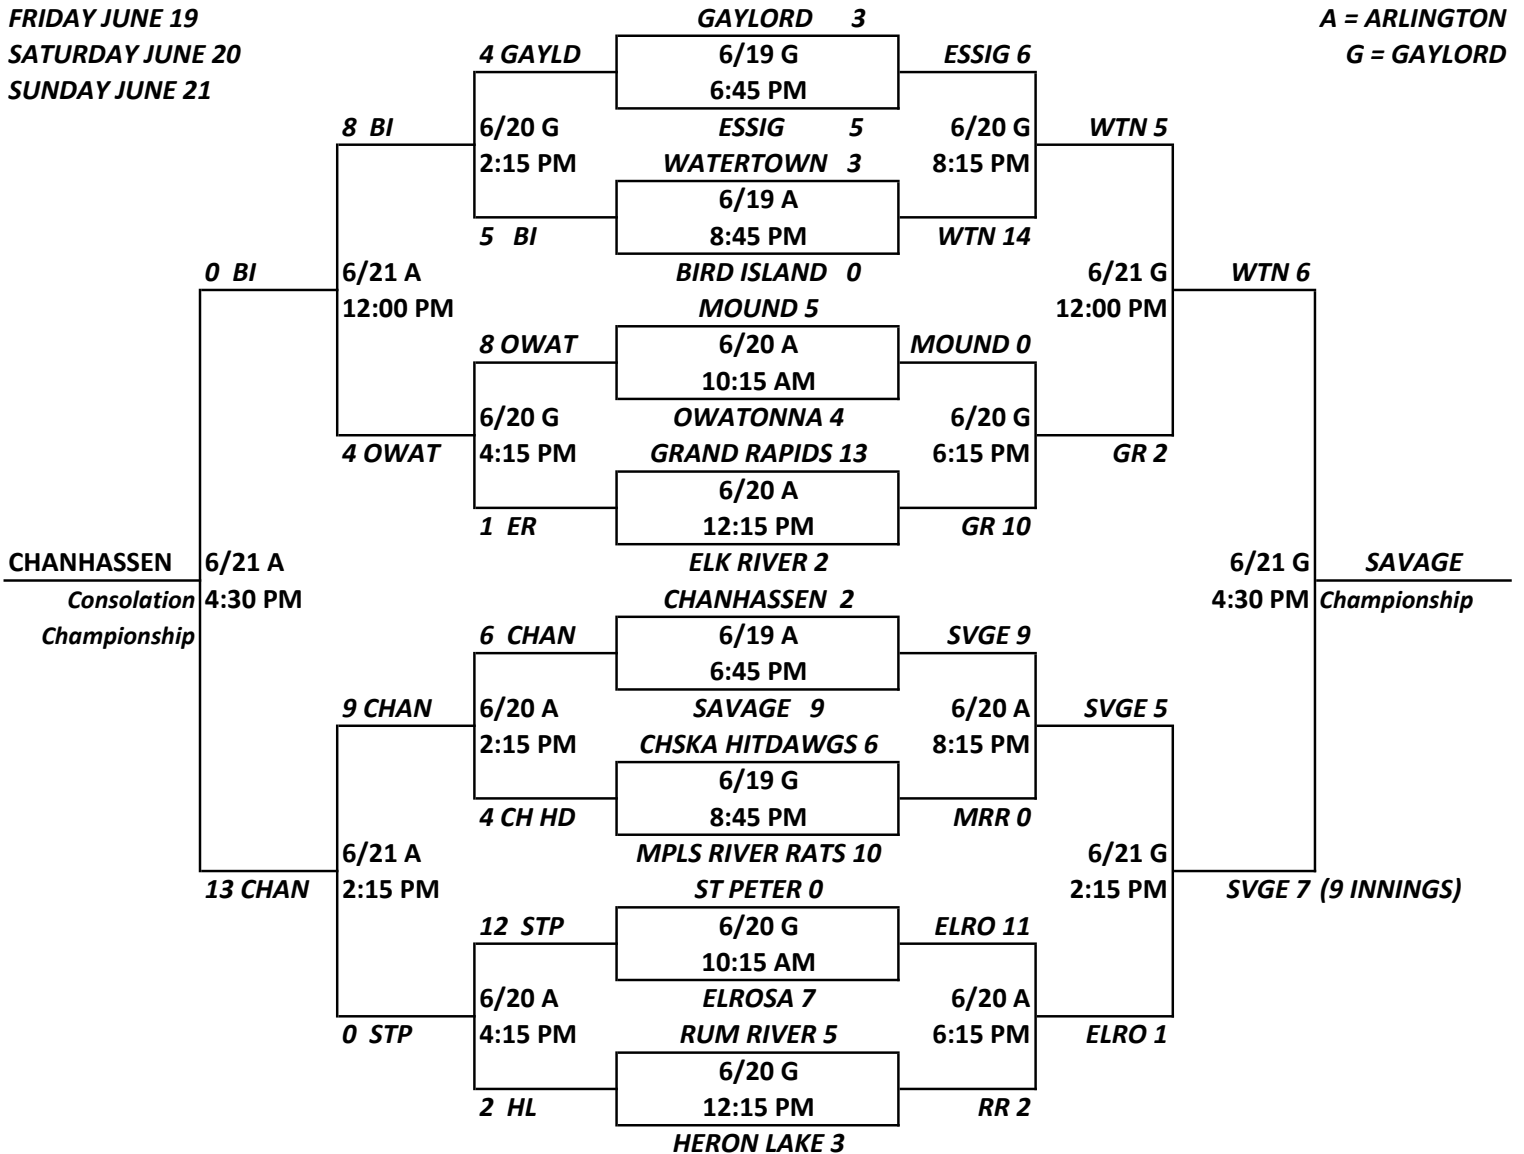 FRIDAY JUNE 19
GAYLORD 3
A = ARLINGTON
SATURDAY JUNE 20
4 GAYLD
6/19 G
ESSIG 6
G = GAYLORD
SUNDAY JUNE 21
6:45 PM
8 BI
6/20 G
ESSIG 5
6/20 G
WTN 5
2:15 PM
WATERTOWN 3
8:15 PM
6/19 A
5 BI
8:45 PM
WTN 14
0 BI
6/21 A
BIRD ISLAND 0
6/21 G
WTN 6
12:00 PM
MOUND 5
12:00 PM
8 OWAT
6/20 A
MOUND 0
10:15 AM
6/20 G
OWATONNA 4
6/20 G
4 OWAT
4:15 PM
GRAND RAPIDS 13
6:15 PM
GR 2
6/20 A
1 ER
12:15 PM
GR 10
CHANHASSEN
6/21 A
ELK RIVER 2
6/21 G
SAVAGE
Consolation
4:30 PM
CHANHASSEN 2
4:30 PM
Championship
Championship
6 CHAN
6/19 A
SVGE 9
6:45 PM
9 CHAN
6/20 A
SAVAGE 9
6/20 A
SVGE 5
2:15 PM
CHSKA HITDAWGS 6
8:15 PM
6/19 G
4 CH HD
8:45 PM
MRR 0
6/21 A
MPLS RIVER RATS 10
6/21 G
13 CHAN
2:15 PM
ST PETER 0
2:15 PM
SVGE 7 (9 INNINGS)
12 STP
6/20 G
ELRO 11
10:15 AM
6/20 A
ELROSA 7
6/20 A
0 STP
4:15 PM
RUM RIVER 5
6:15 PM
ELRO 1
6/20 G
2 HL
12:15 PM
RR 2
HERON LAKE 3